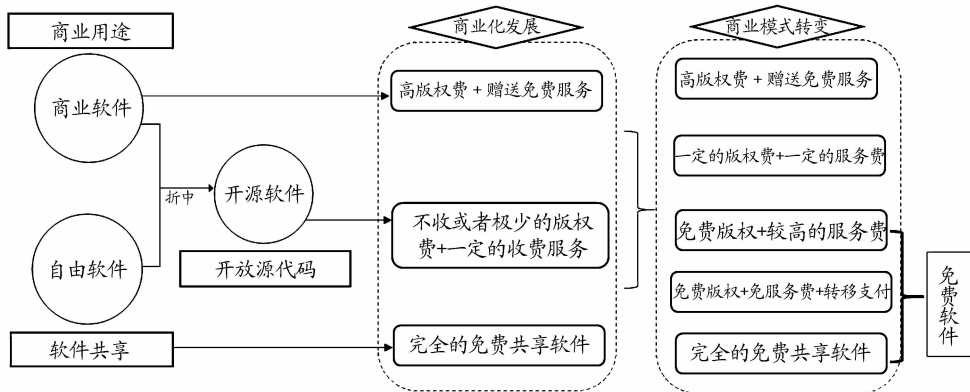 商业用途
商业软件
折中
开源软件
自由软件
开放源代码
软件共享
商业化发展
高版权费+赠送免费服务
不收或者极少的版权
费+一定的收费服务
完全的免费共享软件
商业模式转变
高版权费+赠送免费服务
一定的版权费+一定的服务费
免费版权+较高的服务费
免费版权+免服务费+转移支付
完全的免费共享软件
免费软件